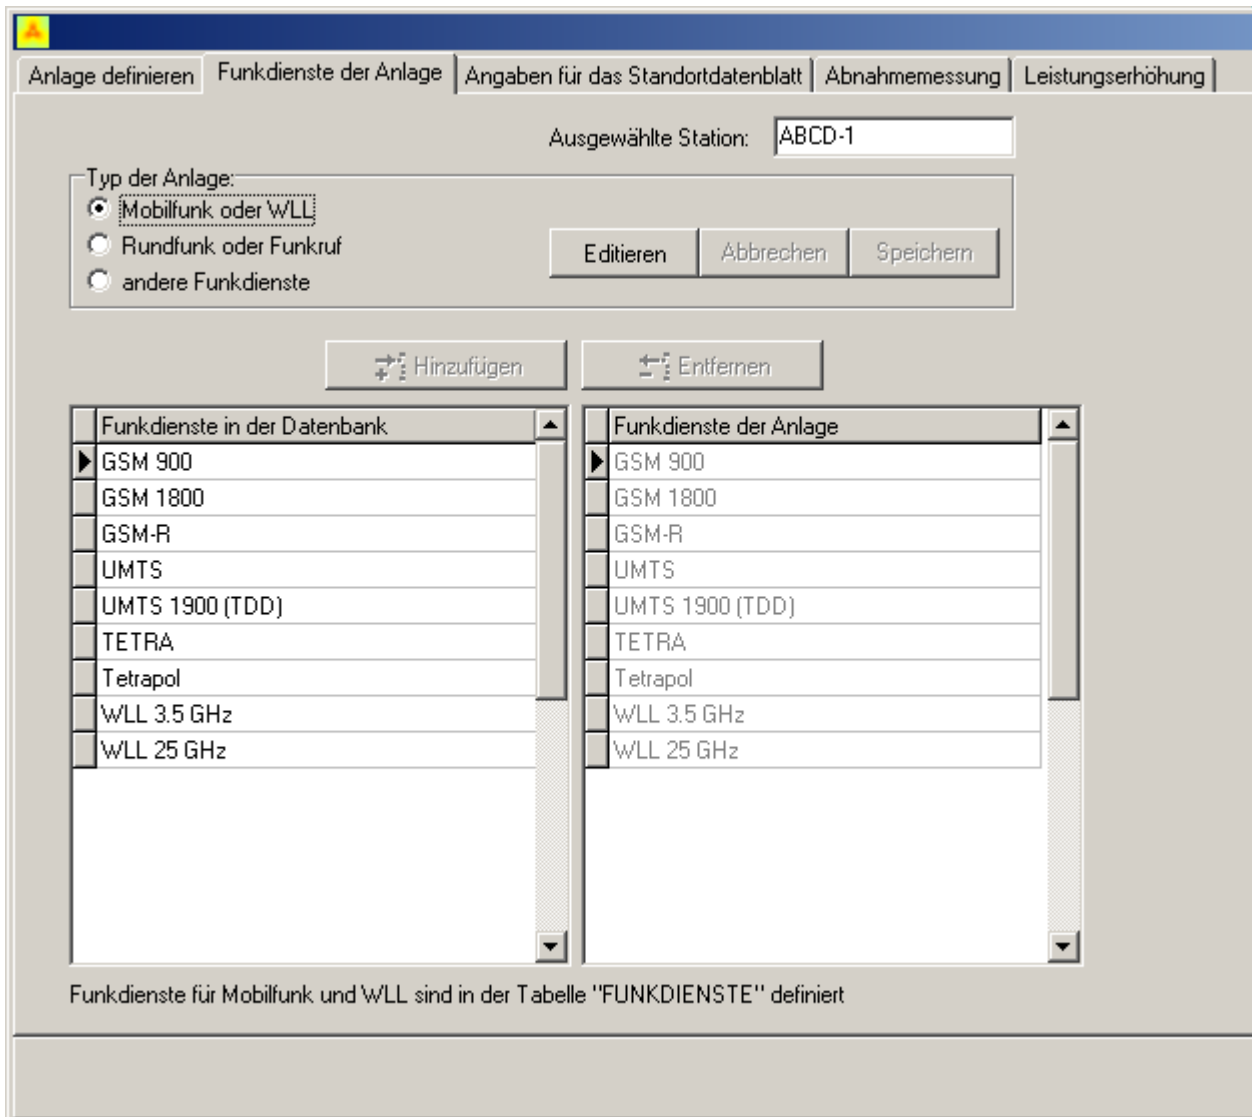 Anlage definieren Funkdienste der Anlage Angaben für das Standortdatenblatt Abnahmemessung Leistungserhöhung
Ausgewählte Station: ABCD-1
Typ der Anlage:
Mobilfunk oder WLL
Rundfunk oder Funkruf
andere Funkdienste
Editieren Abbrechen Speichern
Hinzufügen Entfernen
Funkdienste in der Datenbank
GSM 900
GSM 1800
GSM-R
UMTS
UMTS 1900 (TDD)
TETRA
Tetrapol
WLL 3.5 GHz
WLL 25 GHz
Funkdienste der Anlage
GSM 900
GSM 1800
GSM-R
UMTS
UMTS 1900 (TDD)
TETRA
Tetrapol
WLL 3.5 GHz
WLL 25 GHz
Funkdienste für Mobilfunk und WLL sind in der Tabelle "FUNKDIENSTE" definiert